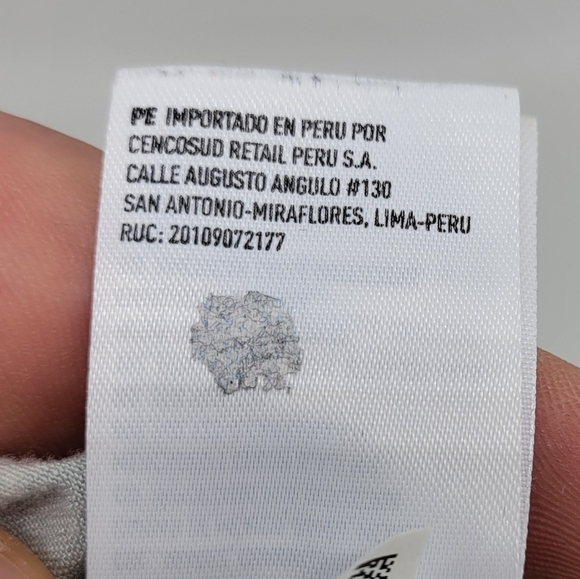 PE IMPORTADO EN PERU POR
CENCOSUD RETAIL PERU S.A.
CALLE AUGUSTO ANGULO #130
SAN ANTONIO-MIRAFLORES, LIMA-PERU
RUC: 20109072177